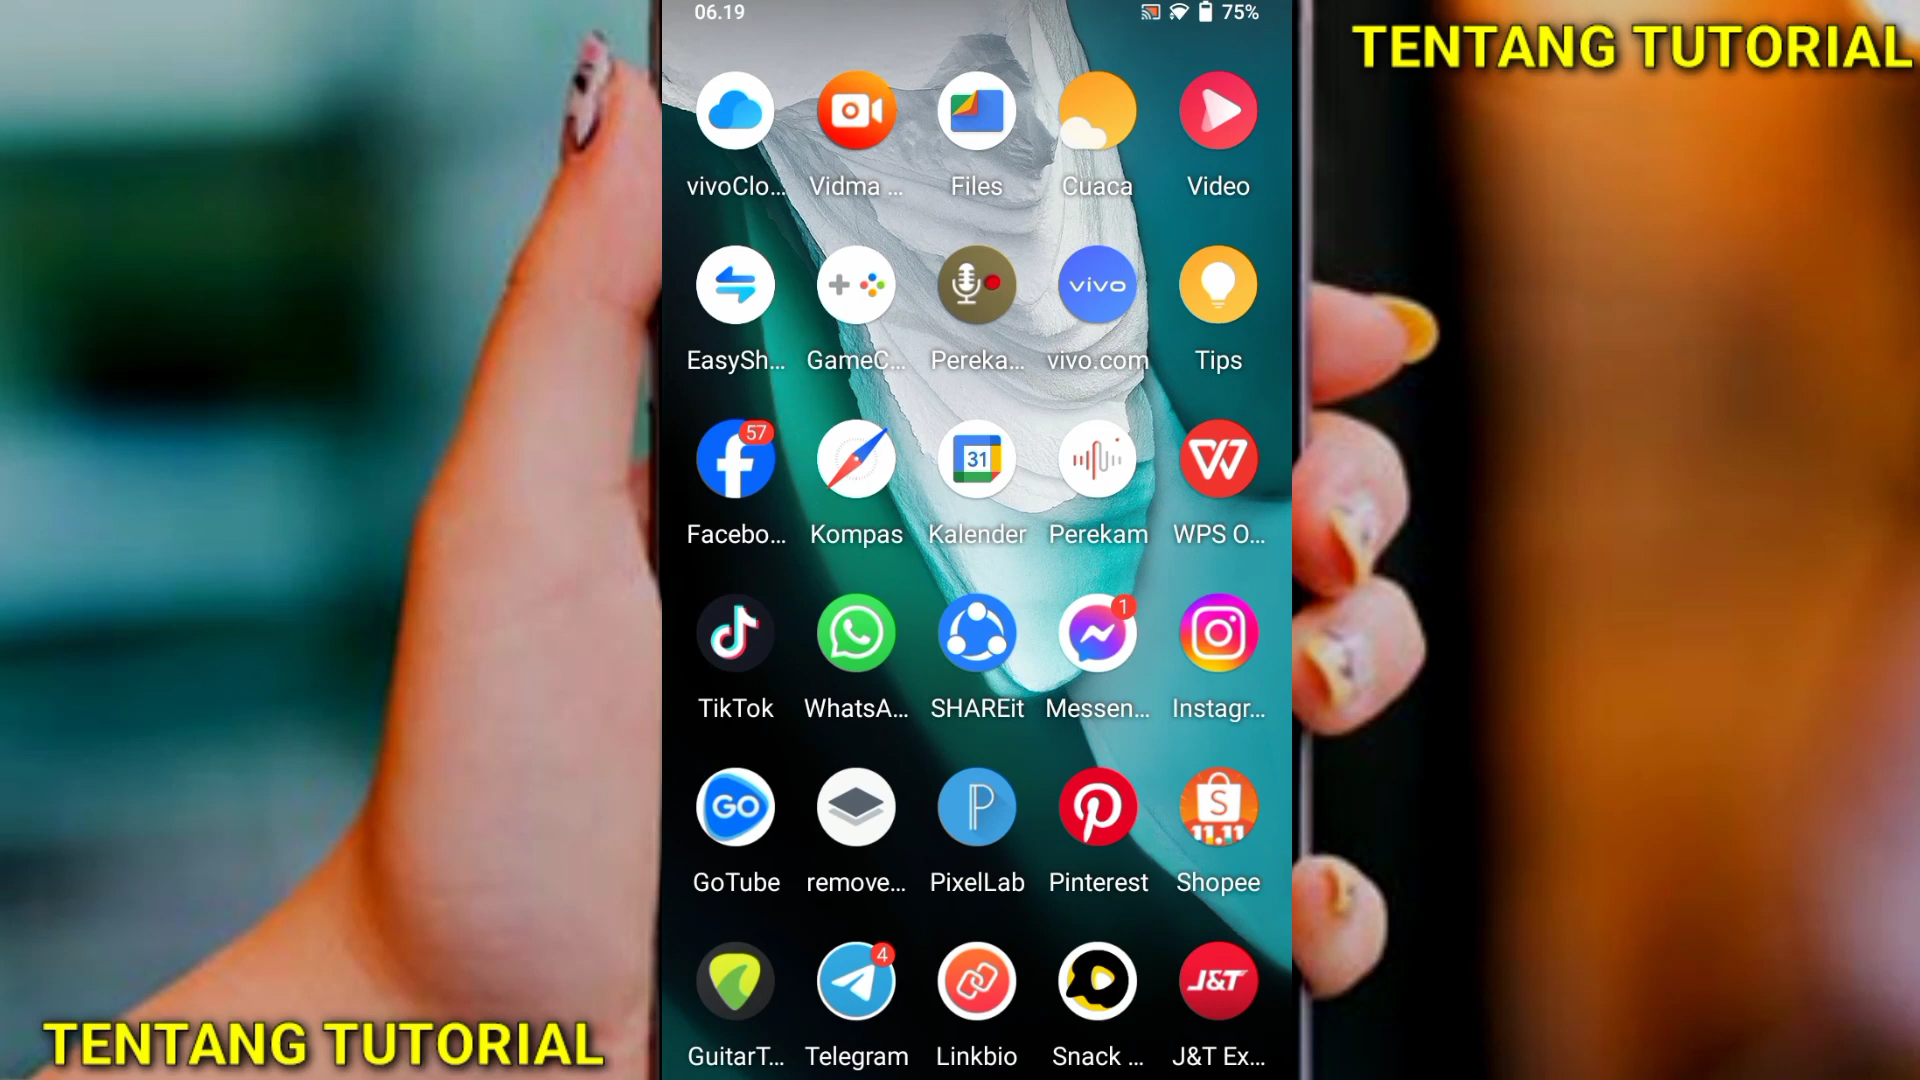 06.19 75%
TENTANG TUTORIAL
vivoClo... Vidma ... Files Cuaca Video
vivo
EasySh... GameC... Pereka... vivo.com Tips
57 31
Facebo... Kompas Kalender Perekam WPS O...
1
TikTok WhatsA... SHAREit Messen... Instagr...
GO P S
11.11
GoTube remove... PixelLab Pinterest Shopee
4 J&T
GuitarT... Telegram Linkbio Snack ... J&T Ex...
TENTANG TUTORIAL